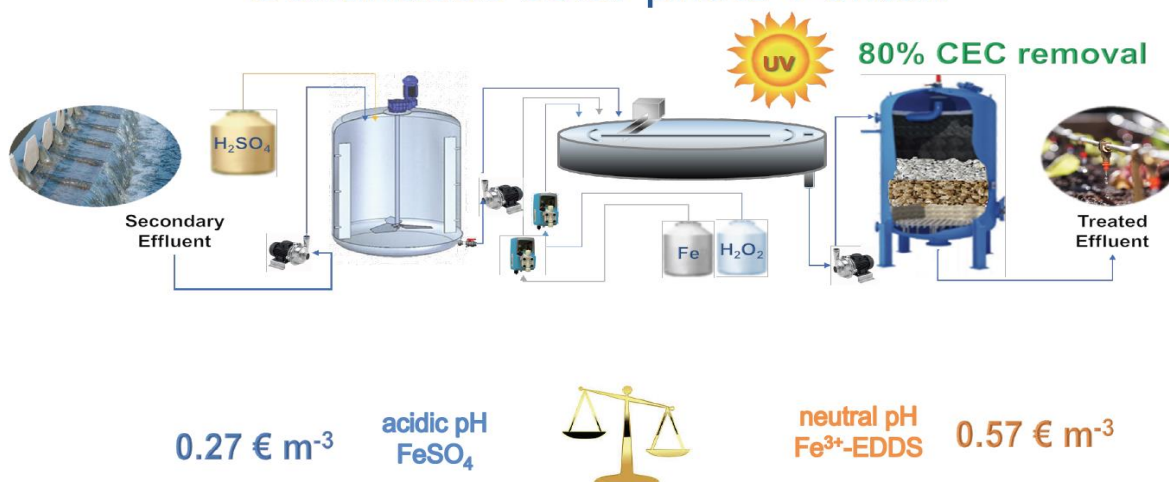 UV
80% CEC removal
H₂SO₄
Secondary
Effluent
Fe
H₂O₂
Treated
Effluent
0.27 € m⁻³
acidic pH
FeSO₄
neutral pH
Fe³⁺-EDDS
0.57 € m⁻³